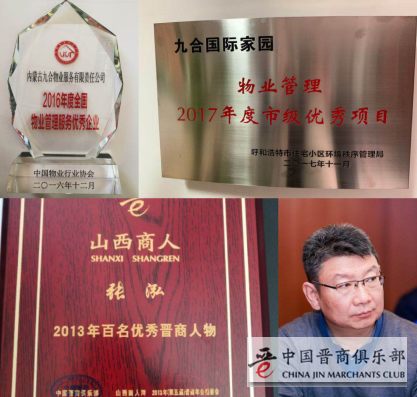 内蒙古九合物业服务有限责任公司
2016年度全国
物业管理服务优秀企业
中国物业行业协会
二〇一六年十二月
九合国际家园
物业管理
2017年度市级优秀项目
呼和浩特市住宅小区环境秩序管理局
二〇一七年十一月
山西商人
SHANXI SHANGREN
张泓
2013年百名优秀晋商人物
中国晋商俱乐部
CHINA JIN MERCHANTS CLUB